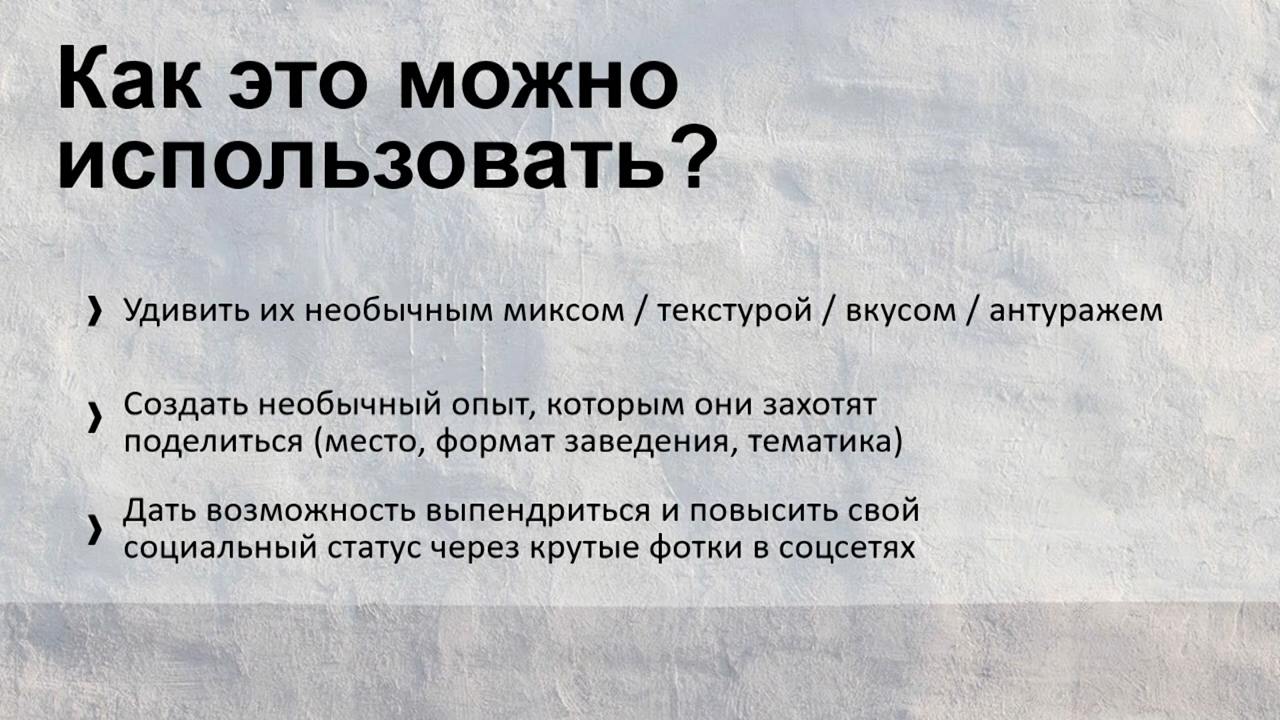 Как это можно
использовать?
❱ Удивить их необычным миксом / текстурой / вкусом / антуражем
❱ Создать необычный опыт, которым они захотят
поделиться (место, формат заведения, тематика)
❱ Дать возможность выпендриться и повысить свой
социальный статус через крутые фотки в соцсетях